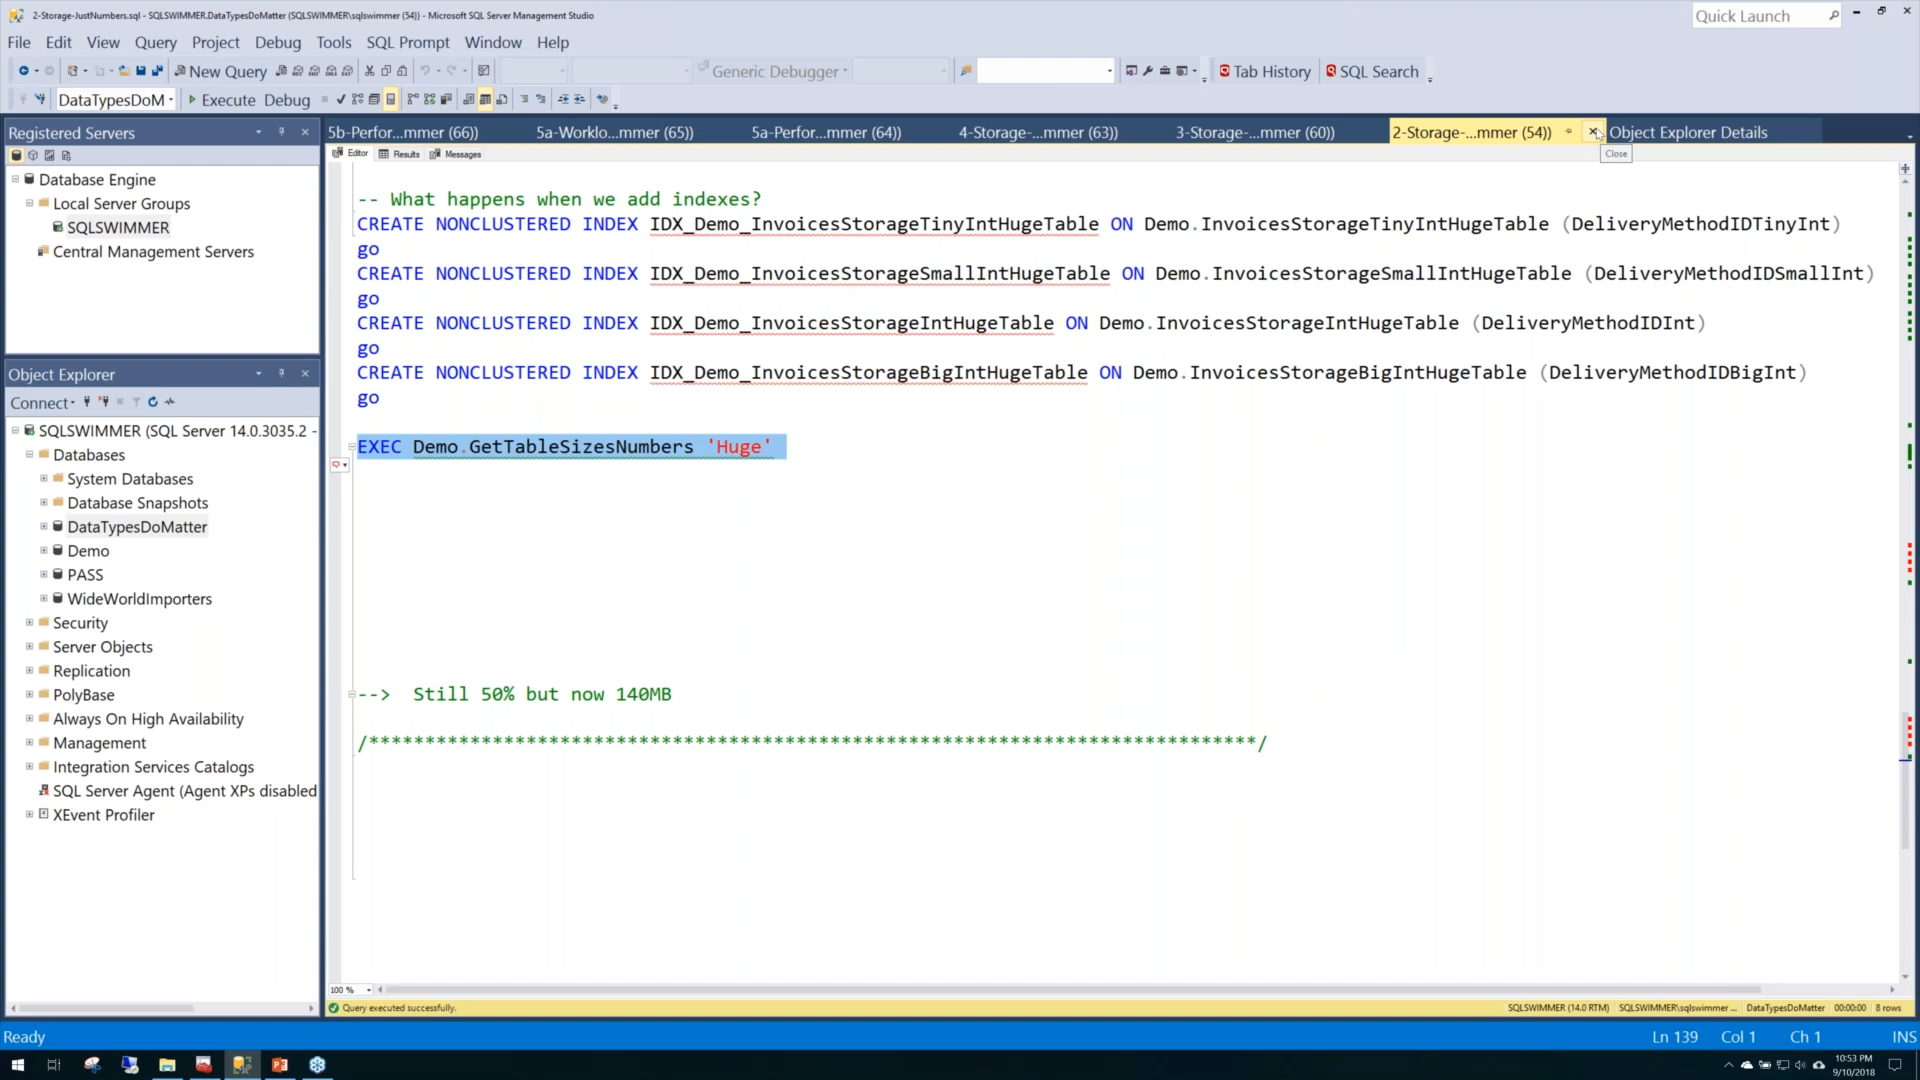 2-Storage-JustNumbers.sql - SQLSWIMMER.DataTypesDoMatter (SQLSWIMMER\sqlswimmer (54)) - Microsoft SQL Server Management Studio
Quick Launch
File Edit View Query Project Debug Tools SQL Prompt Window Help
New Query Generic Debugger Tab History SQL Search
DataTypesDoM Execute Debug
Registered Servers
5b-Perfor...mmer (66)) 5a-Worklo...mmer (65)) 5a-Perfor...mmer (64)) 4-Storage-...mmer (63)) 3-Storage-...mmer (60)) 2-Storage-...mmer (54)) Object Explorer Details
Editor Results Messages
Close
Database Engine
Local Server Groups
SQLSWIMMER
Central Management Servers
-- What happens when we add indexes?
CREATE NONCLUSTERED INDEX IDX_Demo_InvoicesStorageTinyIntHugeTable ON Demo.InvoicesStorageTinyIntHugeTable (DeliveryMethodIDTinyInt)
go
CREATE NONCLUSTERED INDEX IDX_Demo_InvoicesStorageSmallIntHugeTable ON Demo.InvoicesStorageSmallIntHugeTable (DeliveryMethodIDSmallInt)
go
CREATE NONCLUSTERED INDEX IDX_Demo_InvoicesStorageIntHugeTable ON Demo.InvoicesStorageIntHugeTable (DeliveryMethodIDInt)
go
CREATE NONCLUSTERED INDEX IDX_Demo_InvoicesStorageBigIntHugeTable ON Demo.InvoicesStorageBigIntHugeTable (DeliveryMethodIDBigInt)
go
EXEC Demo.GetTableSizesNumbers 'Huge'
--> Still 50% but now 140MB
/*******************************************************************************/
Object Explorer
Connect
SQLSWIMMER (SQL Server 14.0.3035.2 -
Databases
System Databases
Database Snapshots
DataTypesDoMatter
Demo
PASS
WideWorldImporters
Security
Server Objects
Replication
PolyBase
Always On High Availability
Management
Integration Services Catalogs
SQL Server Agent (Agent XPs disabled
XEvent Profiler
100 %
Query executed successfully. SQLSWIMMER (14.0 RTM) SQLSWIMMER\sqlswimmer ... DataTypesDoMatter 00:00:00 8 rows
Ready Ln 139 Col 1 Ch 1 INS
10:53 PM
9/10/2018